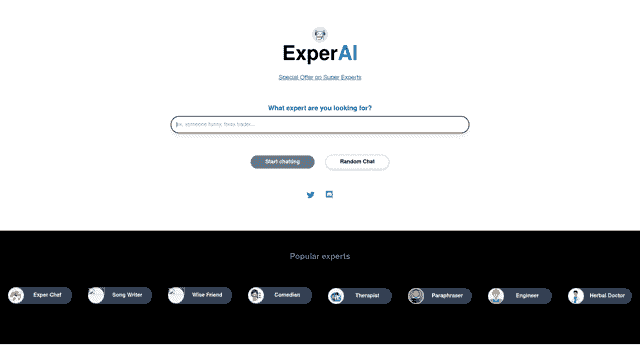 ExperAI
Special Offer on Super Experts
What expert are you looking for?
Start chatting
Random Chat
Popular experts
Exper Chef
Song Writer
Wise Friend
Comedian
Therapist
Paraphraser
Engineer
Herbal Doctor